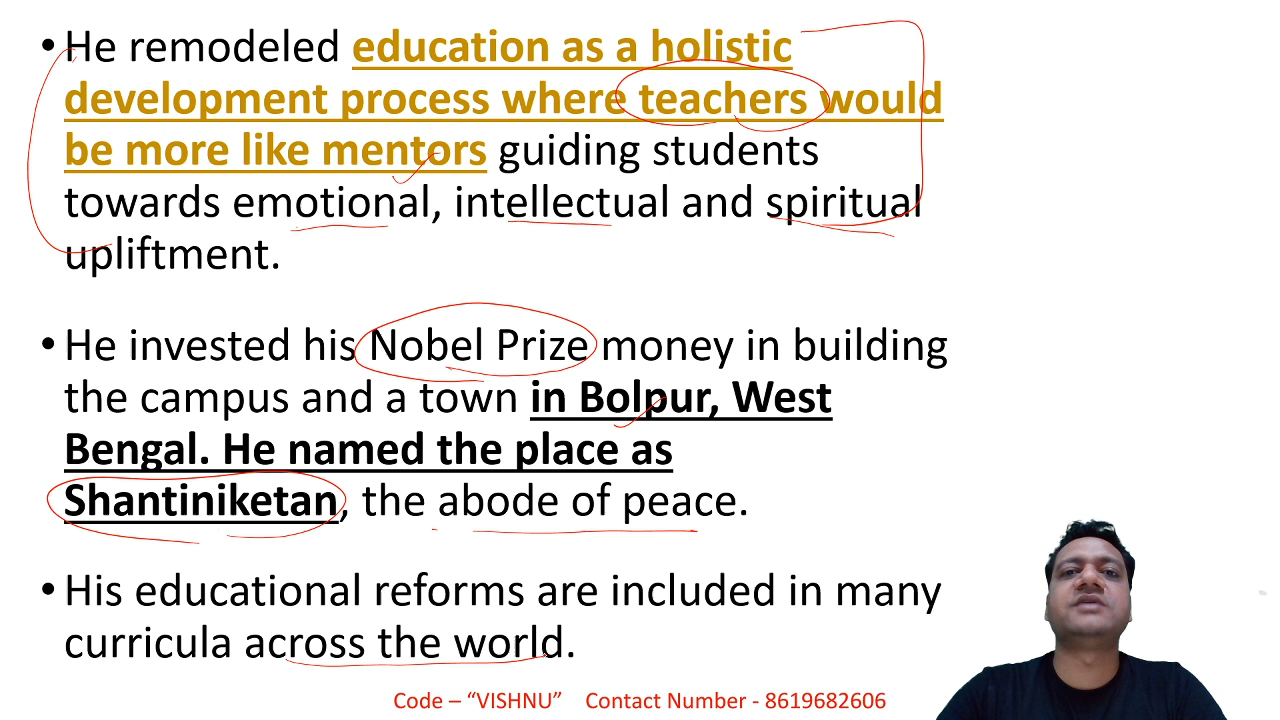 •He remodeled education as a holistic
development process where teachers would
be more like mentors guiding students
towards emotional, intellectual and spiritual
upliftment.
•He invested his Nobel Prize money in building
the campus and a town in Bolpur, West
Bengal. He named the place as
Shantiniketan, the abode of peace.
•His educational reforms are included in many
curricula across the world.
Code – “VISHNU” Contact Number - 8619682606